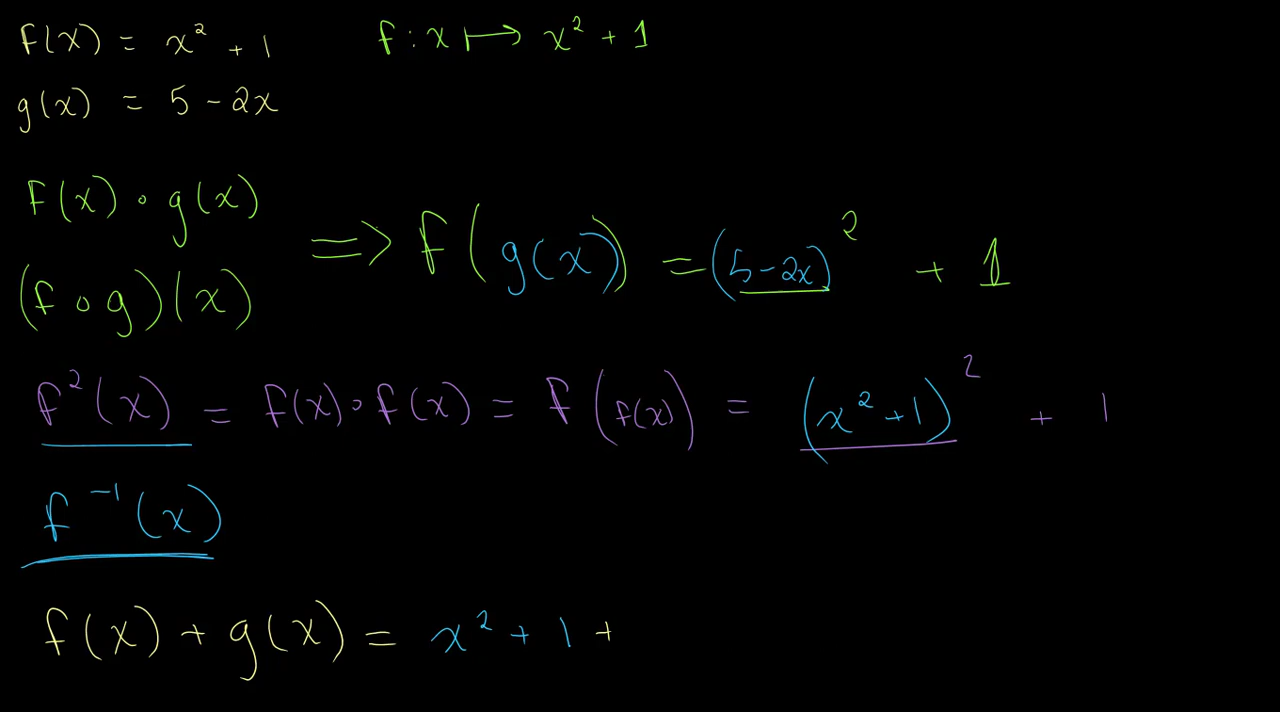 f(x) = x² + 1 f : x ↦ x² + 1
g(x) = 5 - 2x
f(x) ∘ g(x)
(f ∘ g)(x) ⟹ f(g(x)) = (5-2x)² + 1
f²(x) = f(x) ∘ f(x) = f(f(x)) = (x² + 1)² + 1
f⁻¹(x)
f(x) + g(x) = x² + 1 +